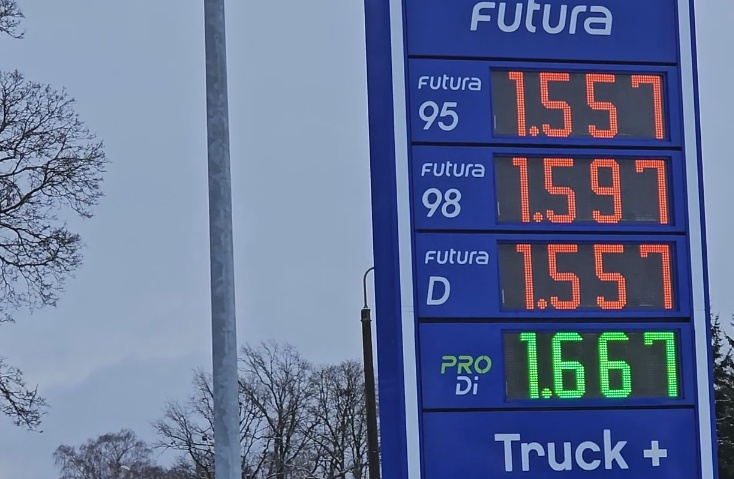 Futura
Futura 95 1.557
Futura 98 1.597
Futura D 1.557
PRO Di 1.667
Truck +